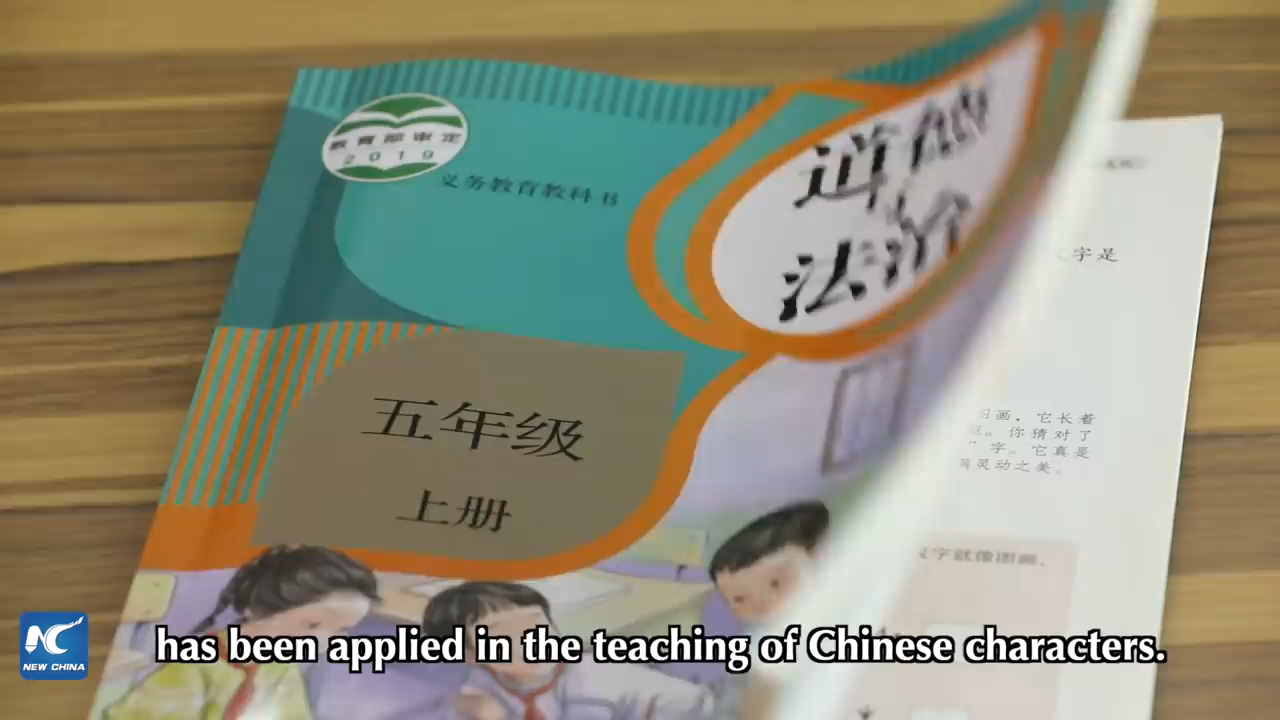 教育部审定
2019
义务教育教科书
道德
与
法治
五年级
上册
字是
图画，它长着
。你猜对了
”字。它真是
灵动之美。
汉字就像图画，
has been applied in the teaching of Chinese characters.
NEW CHINA